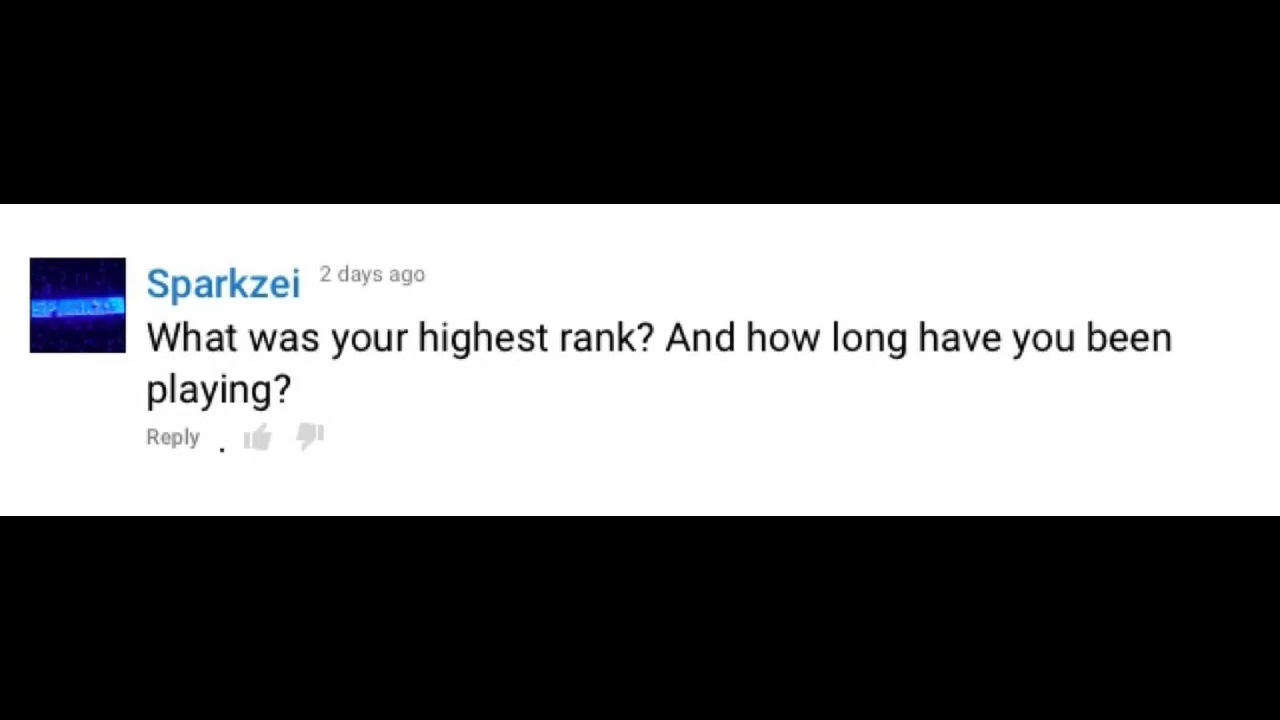 Sparkzei 2 days ago
What was your highest rank? And how long have you been
playing?
Reply .